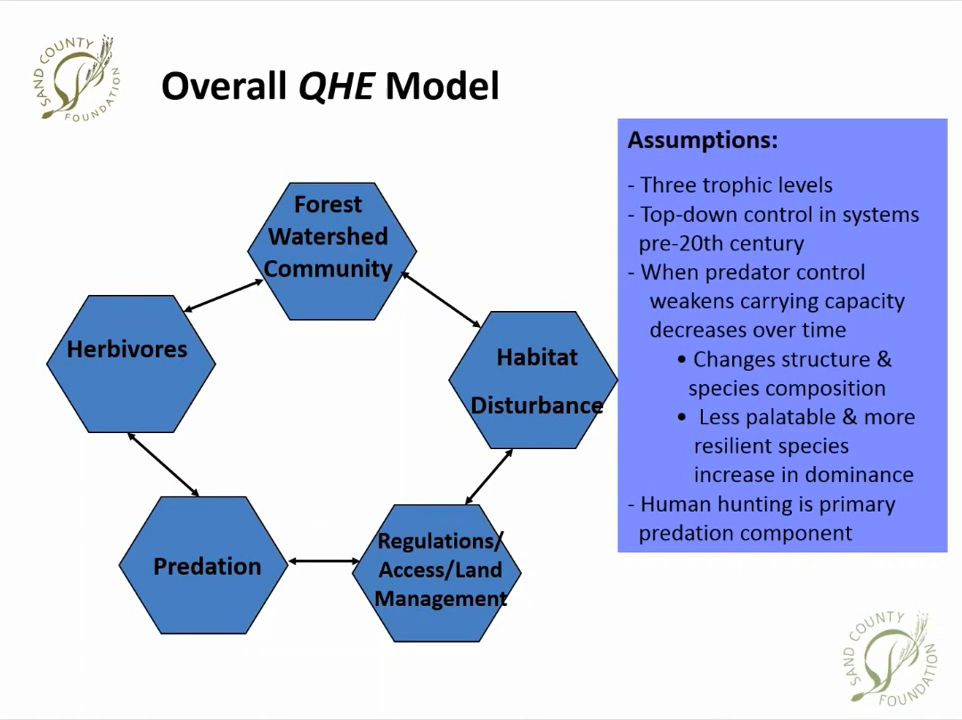 SAND COUNTY
FOUNDATION
Overall QHE Model
Forest
Watershed
Community
Herbivores
Habitat
Disturbance
Predation
Regulations/
Access/Land
Management
Assumptions:
- Three trophic levels
- Top-down control in systems
pre-20th century
- When predator control
weakens carrying capacity
decreases over time
• Changes structure &
species composition
• Less palatable & more
resilient species
increase in dominance
- Human hunting is primary
predation component
SAND COUNTY
FOUNDATION